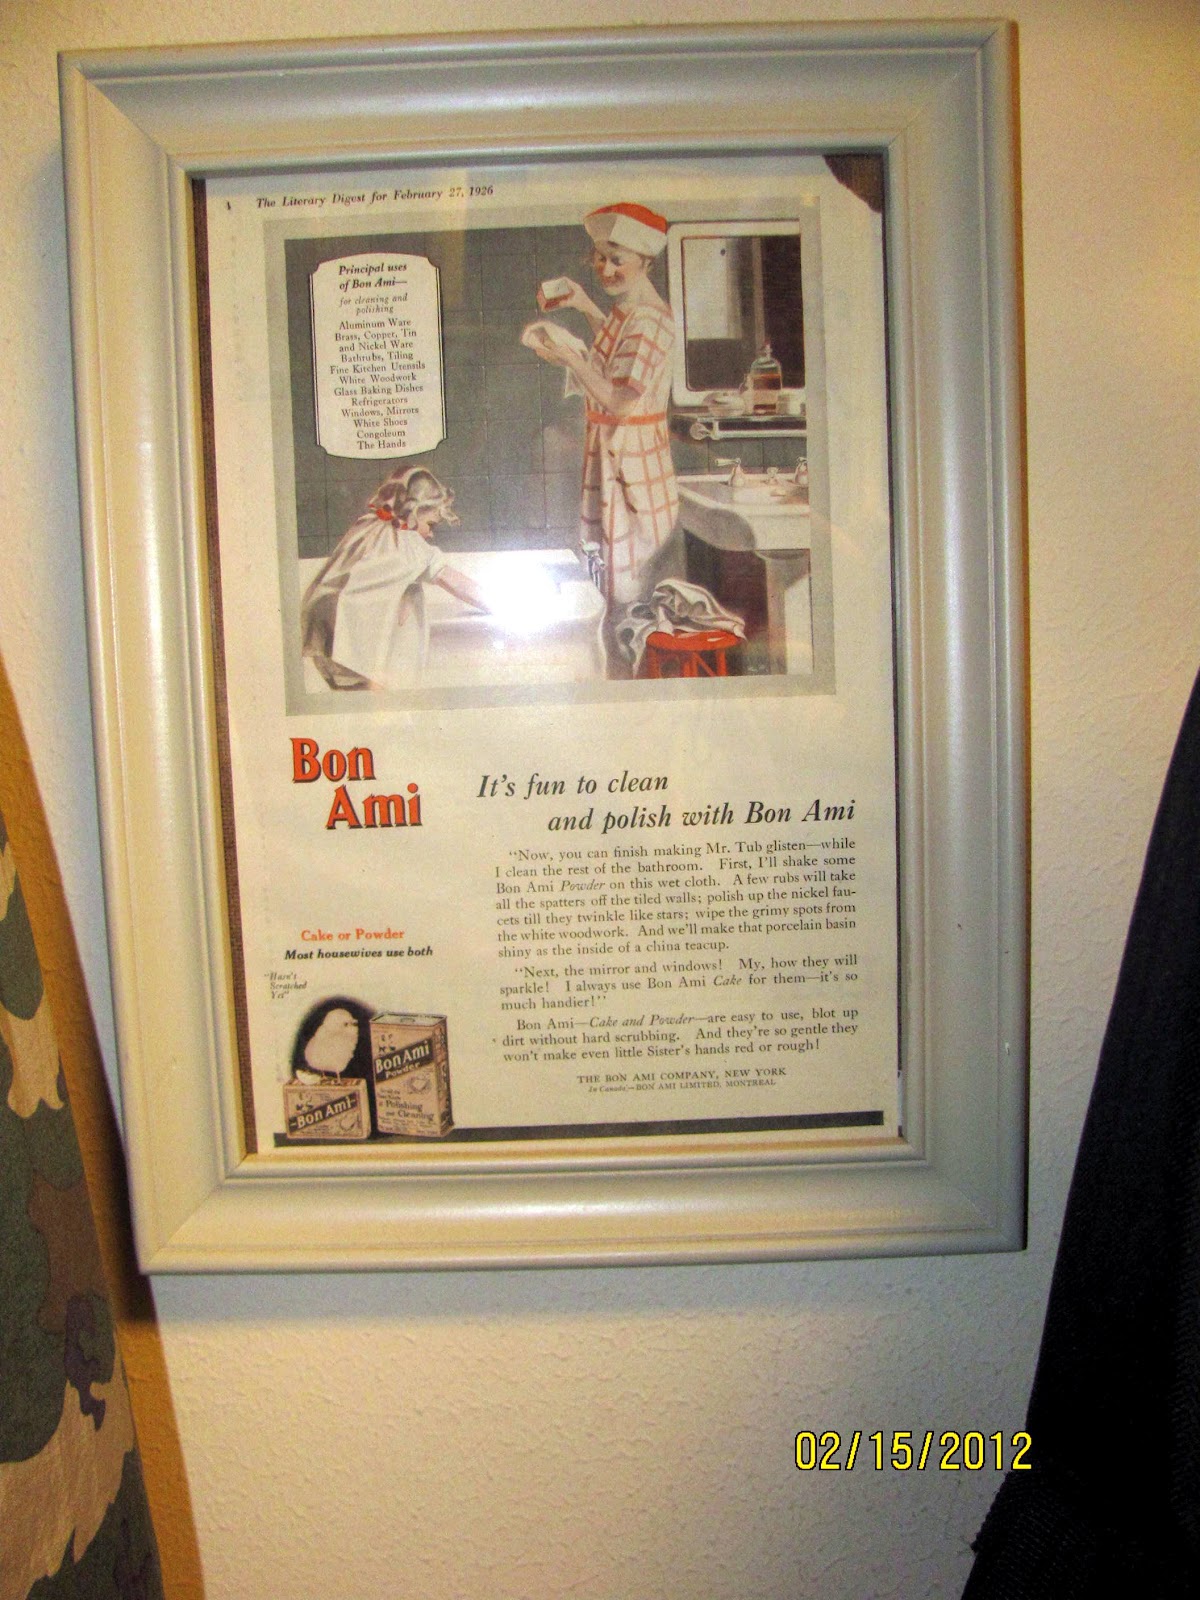 4 The Literary Digest for February 27, 1926
Principal uses
of Bon Ami—
for cleaning and
polishing
Aluminum Ware
Brass, Copper, Tin
and Nickel Ware
Bathtubs, Tiling
Fine Kitchen Utensils
White Woodwork
Glass Baking Dishes
Refrigerators
Windows, Mirrors
White Shoes
Congoleum
The Hands
Bon
Ami
It's fun to clean
and polish with Bon Ami
"Now, you can finish making Mr. Tub glisten—while
I clean the rest of the bathroom. First, I'll shake some
Bon Ami Powder on this wet cloth. A few rubs will take
all the spatters off the tiled walls; polish up the nickel fau-
cets till they twinkle like stars; wipe the grimy spots from
the white woodwork. And we'll make that porcelain basin
shiny as the inside of a china teacup.
"Next, the mirror and windows! My, how they will
sparkle! I always use Bon Ami Cake for them—it's so
much handier!"
Bon Ami—Cake and Powder—are easy to use, blot up
dirt without hard scrubbing. And they're so gentle they
won't make even little Sister's hands red or rough!
THE BON AMI COMPANY, NEW YORK
In Canada—BON AMI LIMITED, MONTREAL
Cake or Powder
Most housewives use both
"Hasn't
Scratched
Yet"
Bon Ami
Powder
Polishing
and Cleaning
Bon Ami
02/15/2012